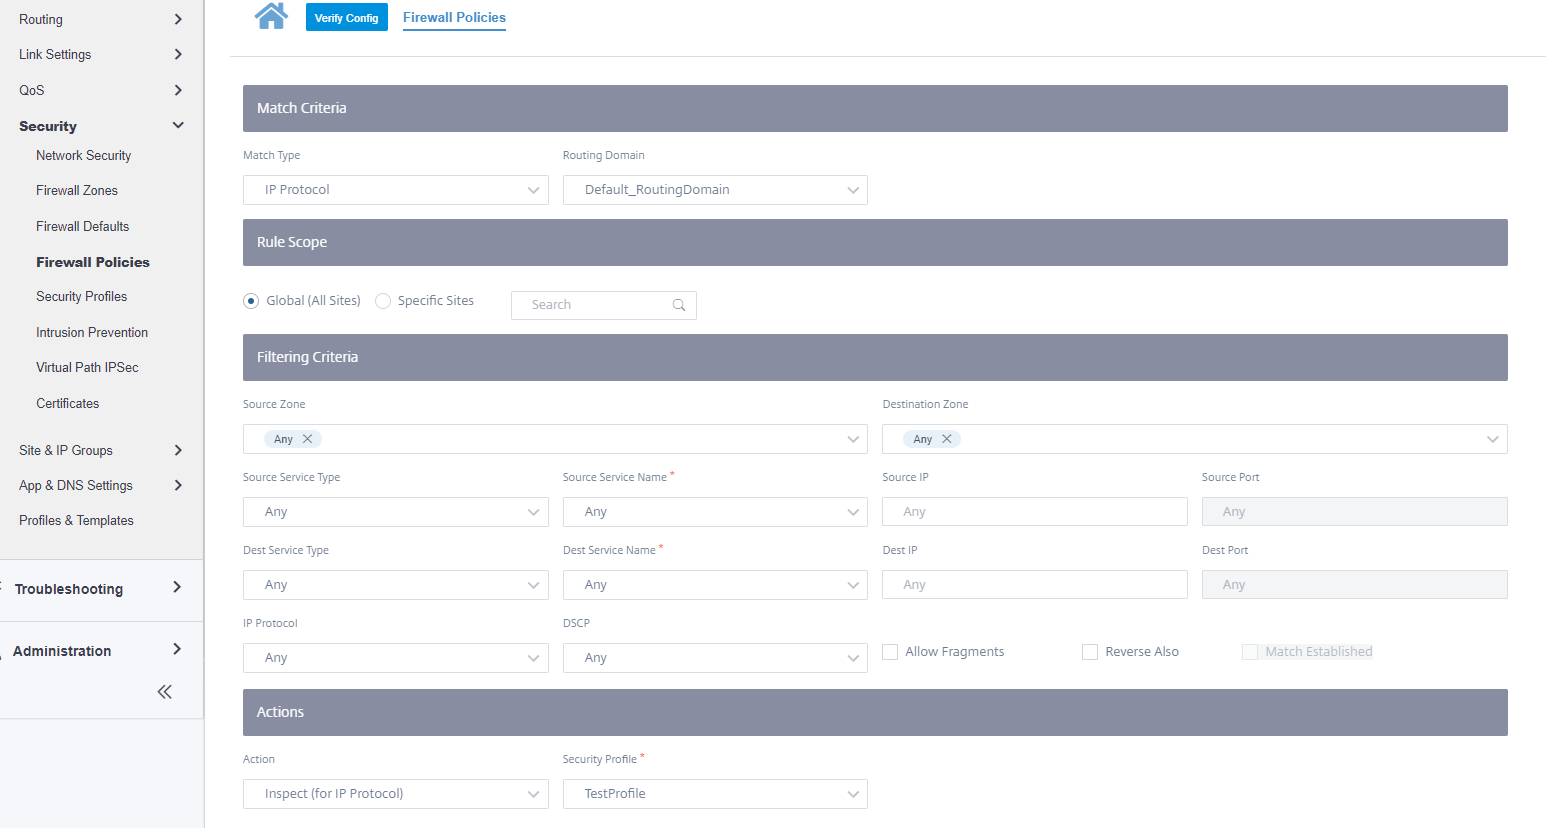 Routing
Link Settings
QoS
Security
Network Security
Firewall Zones
Firewall Defaults
Firewall Policies
Security Profiles
Intrusion Prevention
Virtual Path IPSec
Certificates
Site & IP Groups
App & DNS Settings
Profiles & Templates
Troubleshooting
Administration
Verify Config Firewall Policies
Match Criteria
Match Type Routing Domain
IP Protocol Default_RoutingDomain
Rule Scope
Global (All Sites) Specific Sites Search
Filtering Criteria
Source Zone Destination Zone
Any Any
Source Service Type Source Service Name * Source IP Source Port
Any Any Any Any
Dest Service Type Dest Service Name * Dest IP Dest Port
Any Any Any Any
IP Protocol DSCP
Any Any Allow Fragments Reverse Also Match Established
Actions
Action Security Profile *
Inspect (for IP Protocol) TestProfile